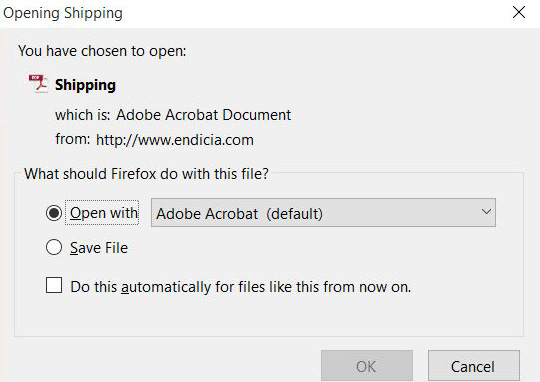 Opening Shipping
You have chosen to open:
PDF
Shipping
which is: Adobe Acrobat Document
from: http://www.endicia.com
What should Firefox do with this file?
Open with Adobe Acrobat (default)
Save File
Do this automatically for files like this from now on.
OK Cancel